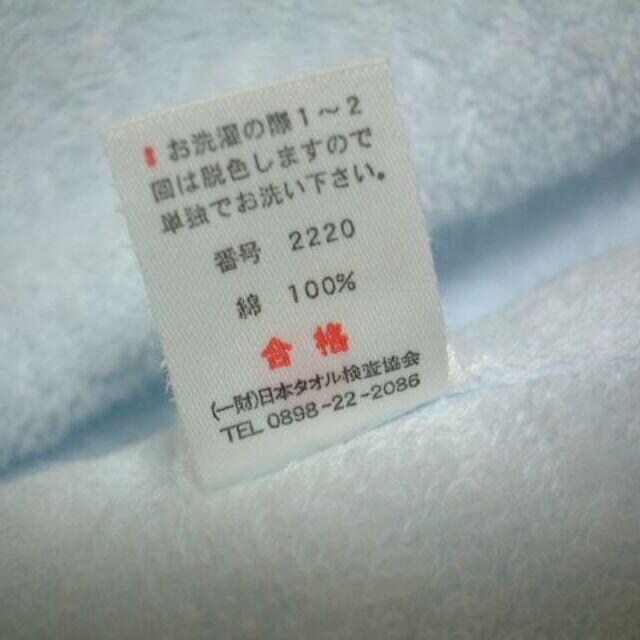 お洗濯の際1～2
回は脱色しますので
単独でお洗い下さい。
番号 2220
綿 100%
合格
(一財)日本タオル検査協会
TEL 0898-22-2086